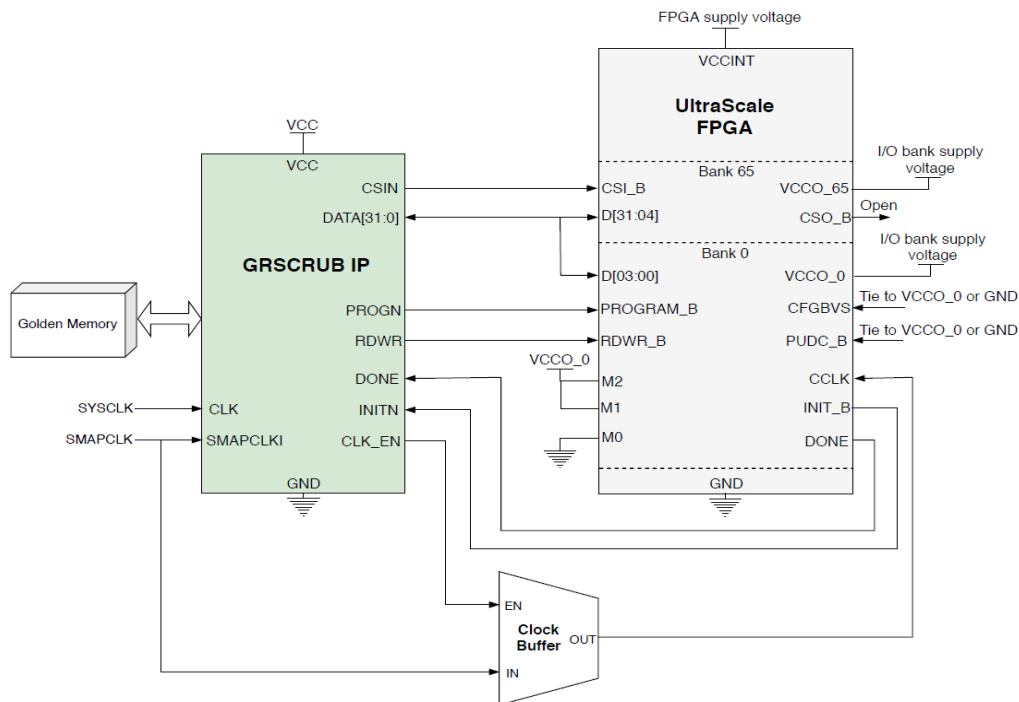 FPGA supply voltage
VCCINT
UltraScale
FPGA
VCC
VCC
Bank 65
I/O bank supply
voltage
CSIN
CSI_B
VCCO_65
DATA[31:0]
D[31:04]
CSO_B
Open
GRSCRUB IP
Bank 0
I/O bank supply
voltage
D[03:00]
VCCO_0
Golden Memory
PROGN
PROGRAM_B
CFGBVS
Tie to VCCO_0 or GND
RDWR
RDWR_B
PUDC_B
Tie to VCCO_0 or GND
VCCO_0
DONE
M2
CCLK
SYSCLK
CLK
INITN
M1
INIT_B
SMAPCLK
SMAPCLKI
CLK_EN
M0
DONE
GND
GND
EN
Clock
Buffer
OUT
IN